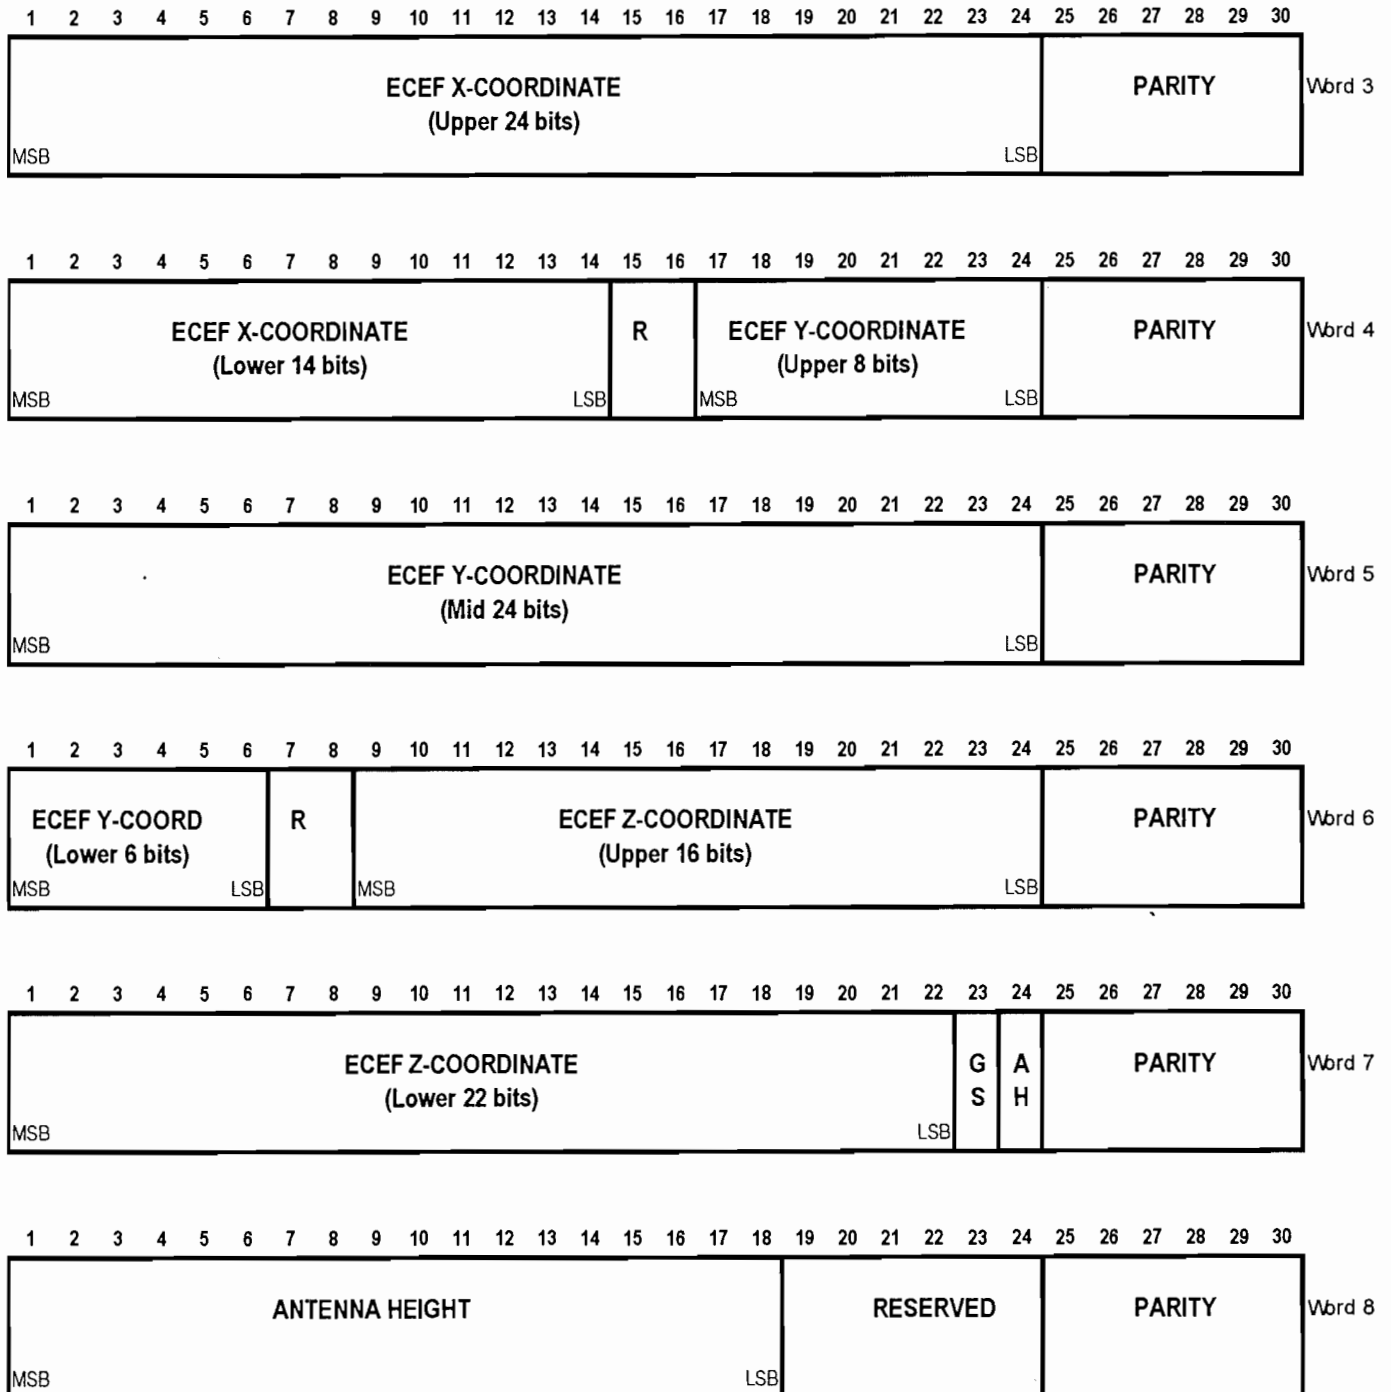 1 2 3 4 5 6 7 8 9 10 11 12 13 14 15 16 17 18 19 20 21 22 23 24 25 26 27 28 29 30
ECEF X-COORDINATE PARITY Word 3
(Upper 24 bits)
MSB LSB
1 2 3 4 5 6 7 8 9 10 11 12 13 14 15 16 17 18 19 20 21 22 23 24 25 26 27 28 29 30
ECEF X-COORDINATE R ECEF Y-COORDINATE PARITY Word 4
(Lower 14 bits) (Upper 8 bits)
MSB LSB MSB LSB
1 2 3 4 5 6 7 8 9 10 11 12 13 14 15 16 17 18 19 20 21 22 23 24 25 26 27 28 29 30
ECEF Y-COORDINATE PARITY Word 5
(Mid 24 bits)
MSB LSB
1 2 3 4 5 6 7 8 9 10 11 12 13 14 15 16 17 18 19 20 21 22 23 24 25 26 27 28 29 30
ECEF Y-COORD R ECEF Z-COORDINATE PARITY Word 6
(Lower 6 bits) (Upper 16 bits)
MSB LSB MSB LSB
1 2 3 4 5 6 7 8 9 10 11 12 13 14 15 16 17 18 19 20 21 22 23 24 25 26 27 28 29 30
ECEF Z-COORDINATE G A PARITY Word 7
(Lower 22 bits) S H
MSB LSB
1 2 3 4 5 6 7 8 9 10 11 12 13 14 15 16 17 18 19 20 21 22 23 24 25 26 27 28 29 30
ANTENNA HEIGHT RESERVED PARITY Word 8
MSB LSB